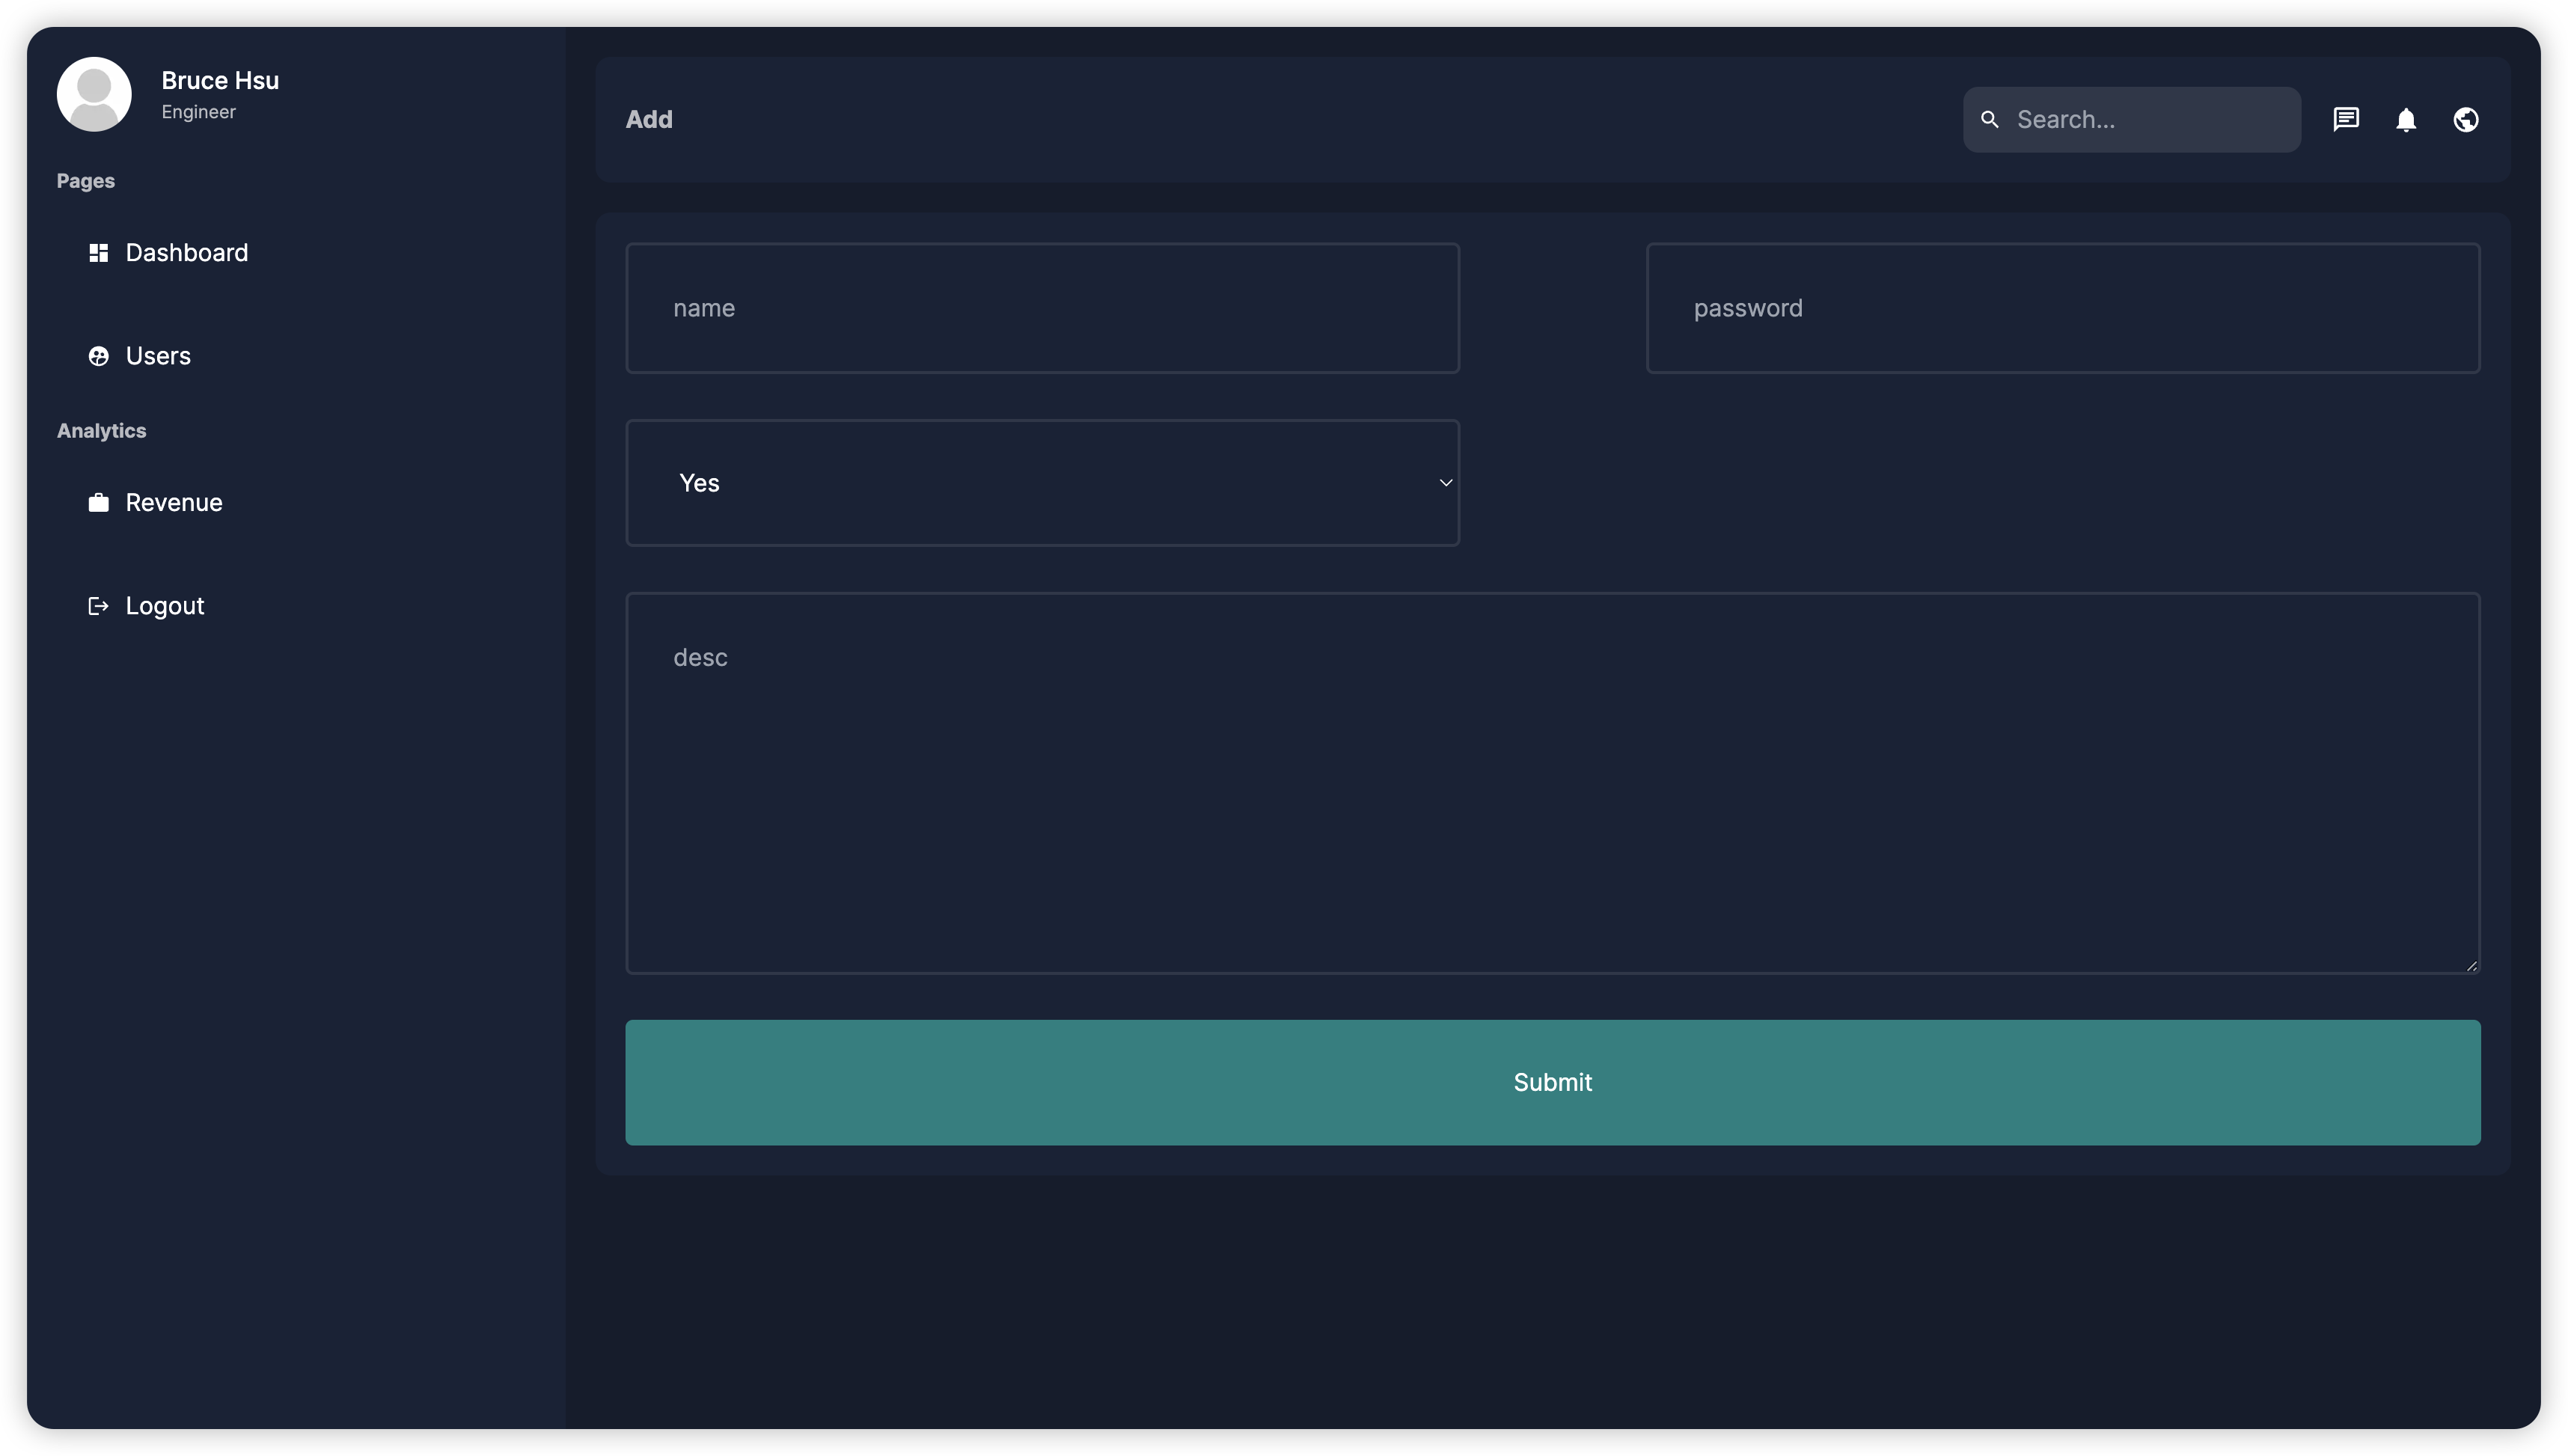 Bruce Hsu
Engineer
Pages
Dashboard
Users
Analytics
Revenue
Logout
Add
Search...
name
password
Yes
desc
Submit